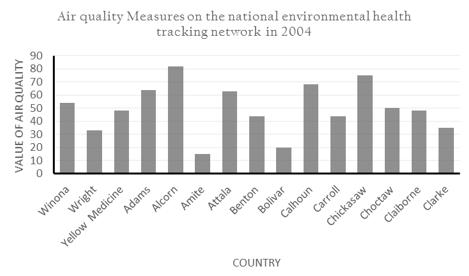 Air quality Measures on the national environmental health
tracking network in 2004
VALUE OF AIR QUALITY
90
80
70
60
50
40
30
20
10
0
Winona
Wright
Yellow Medicine
Adams
Alcorn
Amite
Attala
Benton
Bolivar
Calhoun
Carroll
Chickasaw
Choctaw
Claiborne
Clarke
COUNTRY